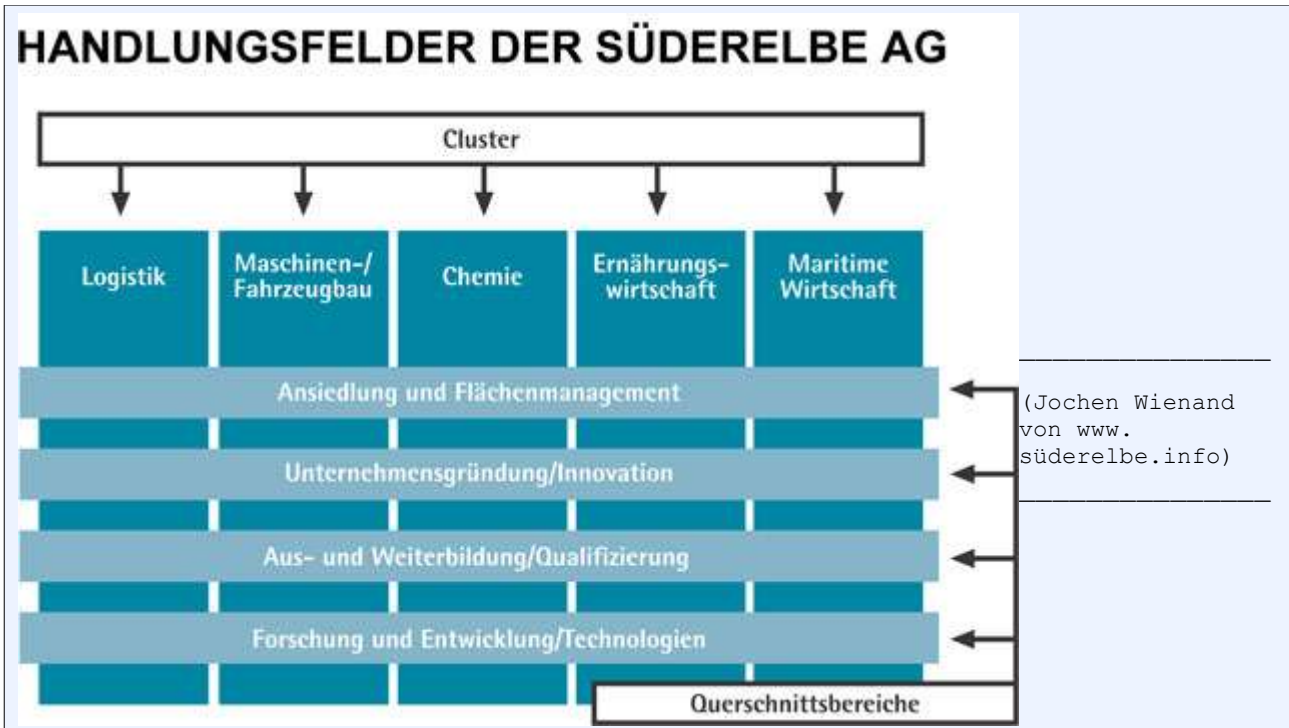 HANDLUNGSFELDER DER SÜDERELBE AG
Cluster
Logistik
Maschinen-/
Fahrzeugbau
Chemie
Ernährungs-
wirtschaft
Maritime
Wirtschaft
Ansiedlung und Flächenmanagement
Unternehmensgründung/Innovation
Aus- und Weiterbildung/Qualifizierung
Forschung und Entwicklung/Technologien
Querschnittsbereiche
(Jochen Wienand
von www.
süderelbe.info)